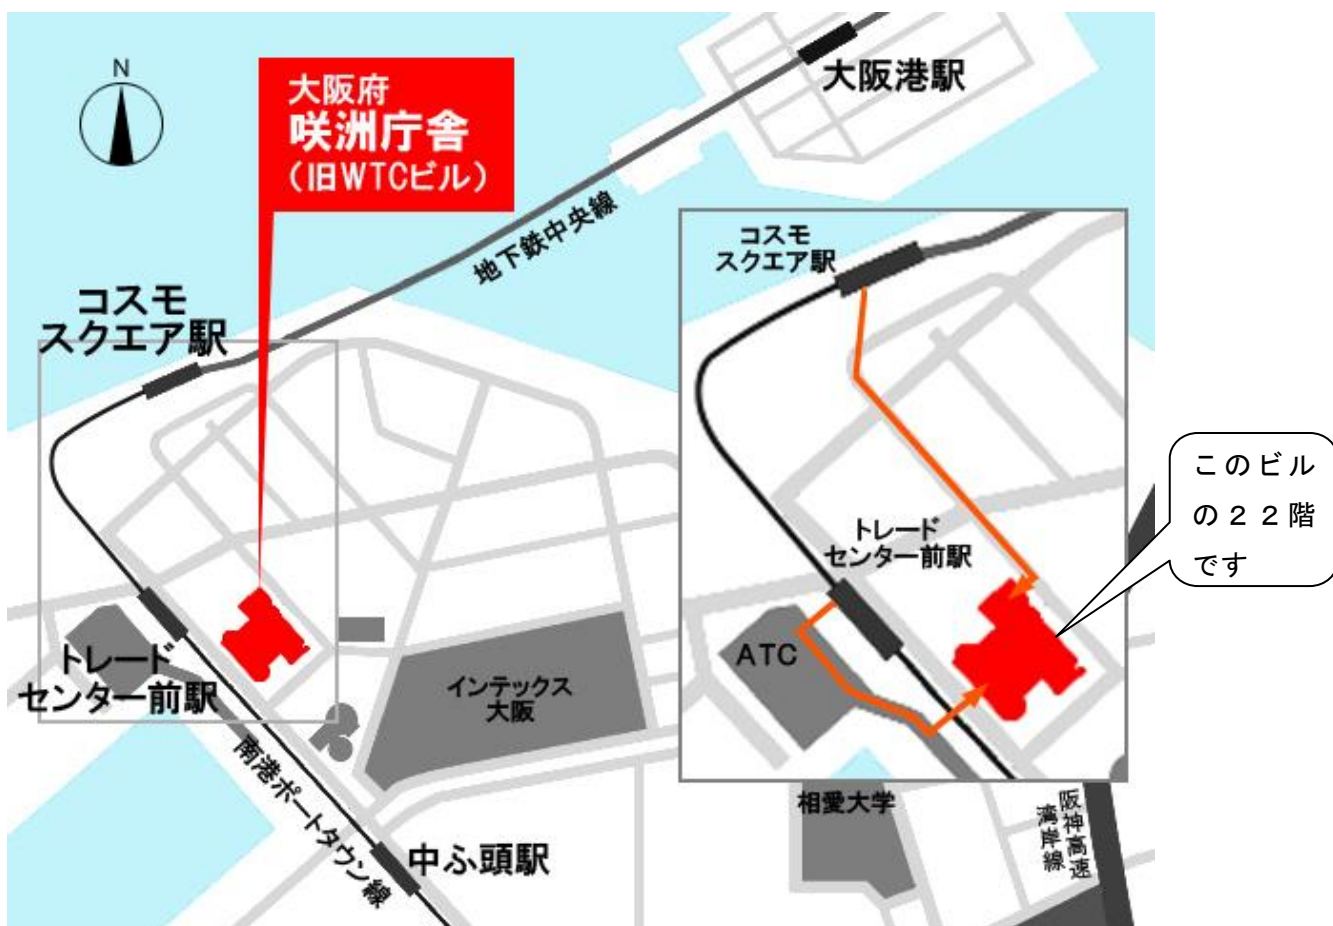 N
大阪府
咲洲庁舎
（旧WTCビル）
大阪港駅
地下鉄中央線
コスモ
スクエア駅
コスモ
スクエア駅
トレード
センター前駅
ATC
このビル
の２２階
です
トレード
センター前駅
インテックス
大阪
南港ポートタウン線
中ふ頭駅
相愛大学
阪神高速
湾岸線